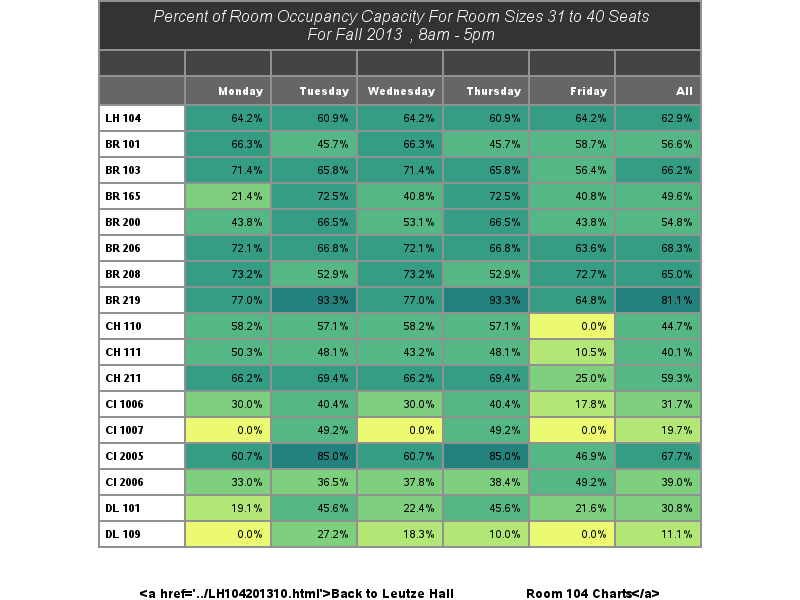 Percent of Room Occupancy Capacity For Room Sizes 31 to 40 Seats
For Fall 2013 , 8am - 5pm
Monday Tuesday Wednesday Thursday Friday All
LH 104 64.2% 60.9% 64.2% 60.9% 64.2% 62.9%
BR 101 66.3% 45.7% 66.3% 45.7% 58.7% 56.6%
BR 103 71.4% 65.8% 71.4% 65.8% 56.4% 66.2%
BR 165 21.4% 72.5% 40.8% 72.5% 40.8% 49.6%
BR 200 43.8% 66.5% 53.1% 66.5% 43.8% 54.8%
BR 206 72.1% 66.8% 72.1% 66.8% 63.6% 68.3%
BR 208 73.2% 52.9% 73.2% 52.9% 72.7% 65.0%
BR 219 77.0% 93.3% 77.0% 93.3% 64.8% 81.1%
CH 110 58.2% 57.1% 58.2% 57.1% 0.0% 44.7%
CH 111 50.3% 48.1% 43.2% 48.1% 10.5% 40.1%
CH 211 66.2% 69.4% 66.2% 69.4% 25.0% 59.3%
CI 1006 30.0% 40.4% 30.0% 40.4% 17.8% 31.7%
CI 1007 0.0% 49.2% 0.0% 49.2% 0.0% 19.7%
CI 2005 60.7% 85.0% 60.7% 85.0% 46.9% 67.7%
CI 2006 33.0% 36.5% 37.8% 38.4% 49.2% 39.0%
DL 101 19.1% 45.6% 22.4% 45.6% 21.6% 30.8%
DL 109 0.0% 27.2% 18.3% 10.0% 0.0% 11.1%
<a href='../LH104201310.html'>Back to Leutze Hall Room 104 Charts</a>